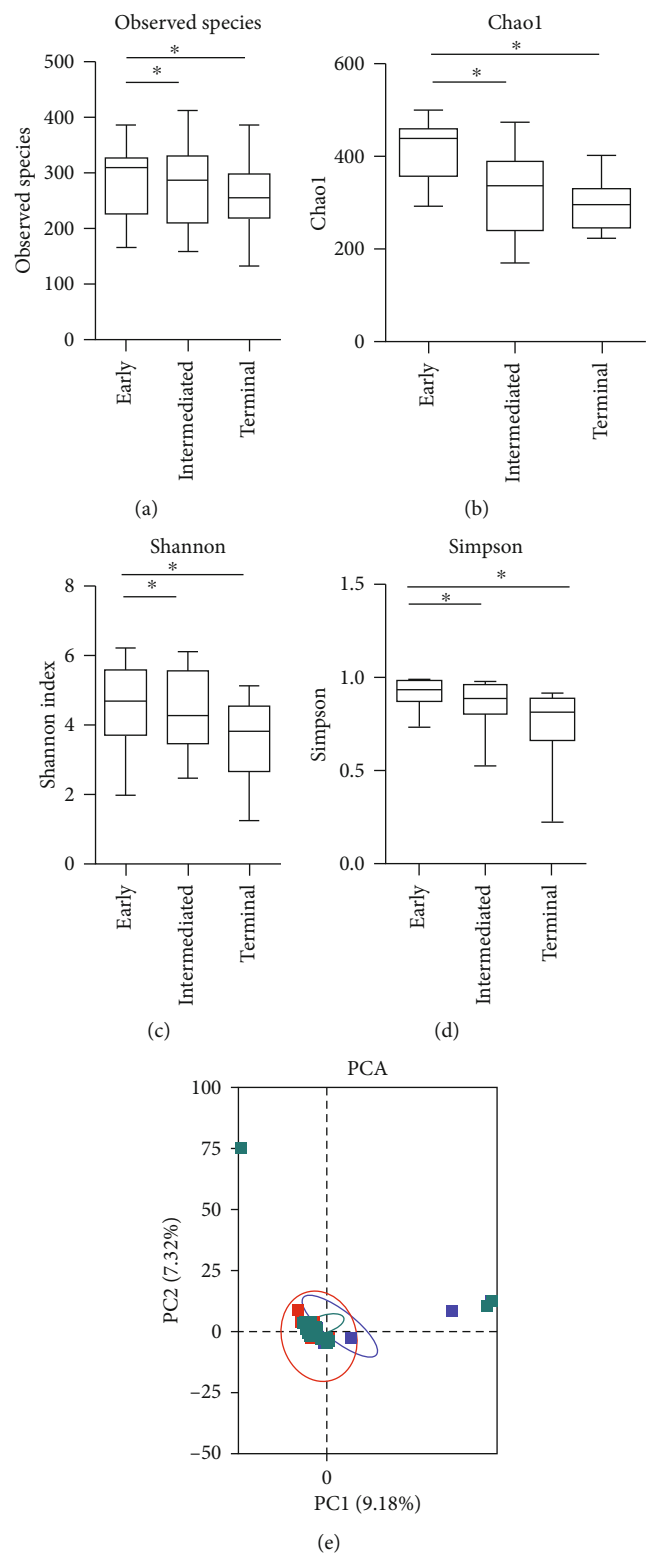 Observed species
*
*
500
400
300
200
100
0
Observed species
Early
Intermediated
Terminal
(a)
Chao1
*
*
600
400
200
0
Chao1
Early
Intermediated
Terminal
(b)
Shannon
*
*
8
6
4
2
0
Shannon index
Early
Intermediated
Terminal
(c)
Simpson
*
*
1.5
1.0
0.5
0.0
Simpson
Early
Intermediated
Terminal
(d)
PCA
100
75
50
25
0
−25
−50
PC2 (7.32%)
0
PC1 (9.18%)
(e)